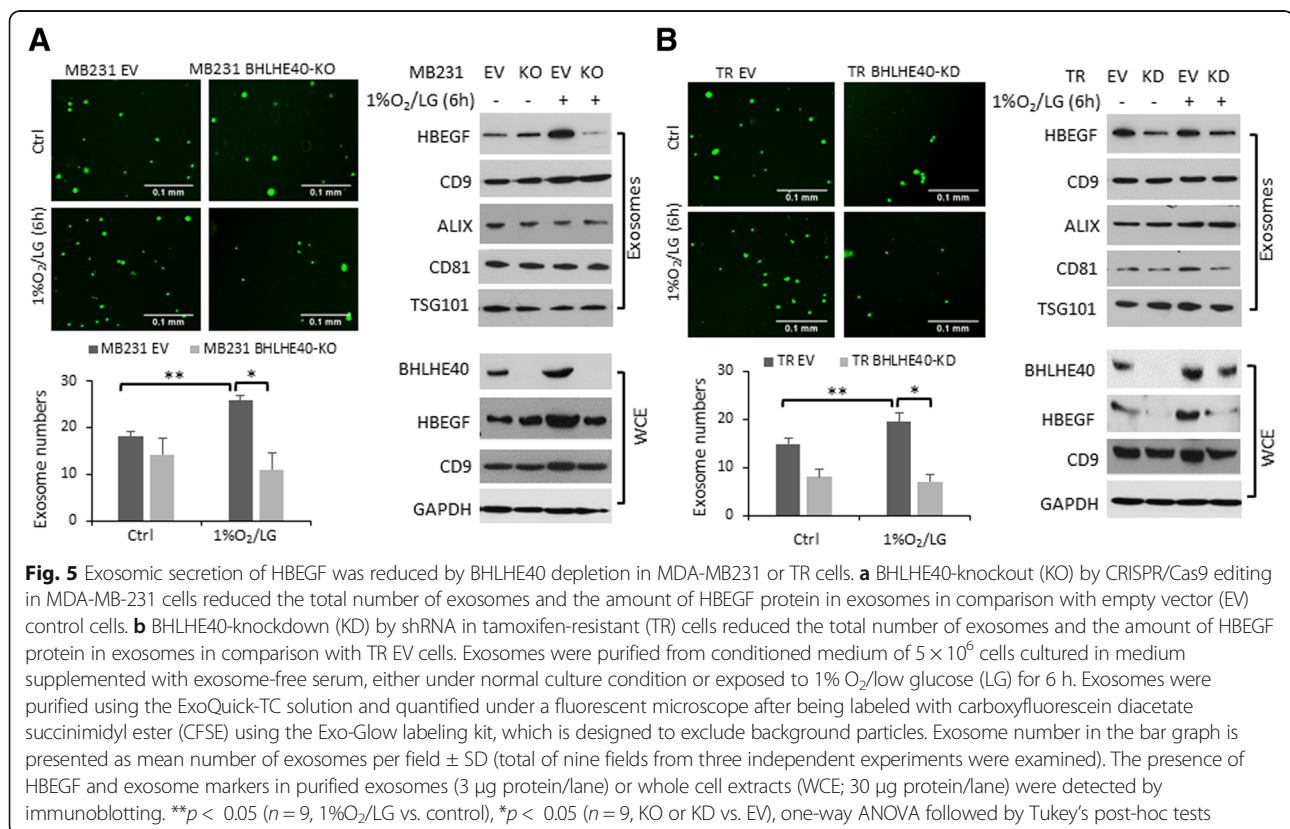 A
MB231 EV MB231 BHLHE40-KO
Ctrl
0.1 mm 0.1 mm
1%O₂/LG (6h)
0.1 mm 0.1 mm
MB231 EV MB231 BHLHE40-KO
Exosome numbers
30
20
10
0
** *
Ctrl 1%O₂/LG
MB231 EV KO EV KO
1%O₂/LG (6h) - - + +
HBEGF
CD9
ALIX
CD81
TSG101
Exosomes
BHLHE40
HBEGF
CD9
GAPDH
WCE
B
TR EV TR BHLHE40-KD
Ctrl
0.1 mm 0.1 mm
1%O₂/LG (6h)
0.1 mm 0.1 mm
TR EV TR BHLHE40-KD
Exosome numbers
30
20
10
0
** *
Ctrl 1%O₂/LG
TR EV KD EV KD
1%O₂/LG (6h) - - + +
HBEGF
CD9
ALIX
CD81
TSG101
Exosomes
BHLHE40
HBEGF
CD9
GAPDH
WCE
Fig. 5 Exosomic secretion of HBEGF was reduced by BHLHE40 depletion in MDA-MB231 or TR cells. a BHLHE40-knockout (KO) by CRISPR/Cas9 editing
in MDA-MB-231 cells reduced the total number of exosomes and the amount of HBEGF protein in exosomes in comparison with empty vector (EV)
control cells. b BHLHE40-knockdown (KD) by shRNA in tamoxifen-resistant (TR) cells reduced the total number of exosomes and the amount of HBEGF
protein in exosomes in comparison with TR EV cells. Exosomes were purified from conditioned medium of 5 × 10⁶ cells cultured in medium
supplemented with exosome-free serum, either under normal culture condition or exposed to 1% O₂/low glucose (LG) for 6 h. Exosomes were
purified using the ExoQuick-TC solution and quantified under a fluorescent microscope after being labeled with carboxyfluorescein diacetate
succinimidyl ester (CFSE) using the Exo-Glow labeling kit, which is designed to exclude background particles. Exosome number in the bar graph is
presented as mean number of exosomes per field ± SD (total of nine fields from three independent experiments were examined). The presence of
HBEGF and exosome markers in purified exosomes (3 μg protein/lane) or whole cell extracts (WCE; 30 μg protein/lane) were detected by
immunoblotting. **p < 0.05 (n = 9, 1%O₂/LG vs. control), *p < 0.05 (n = 9, KO or KD vs. EV), one-way ANOVA followed by Tukey's post-hoc tests